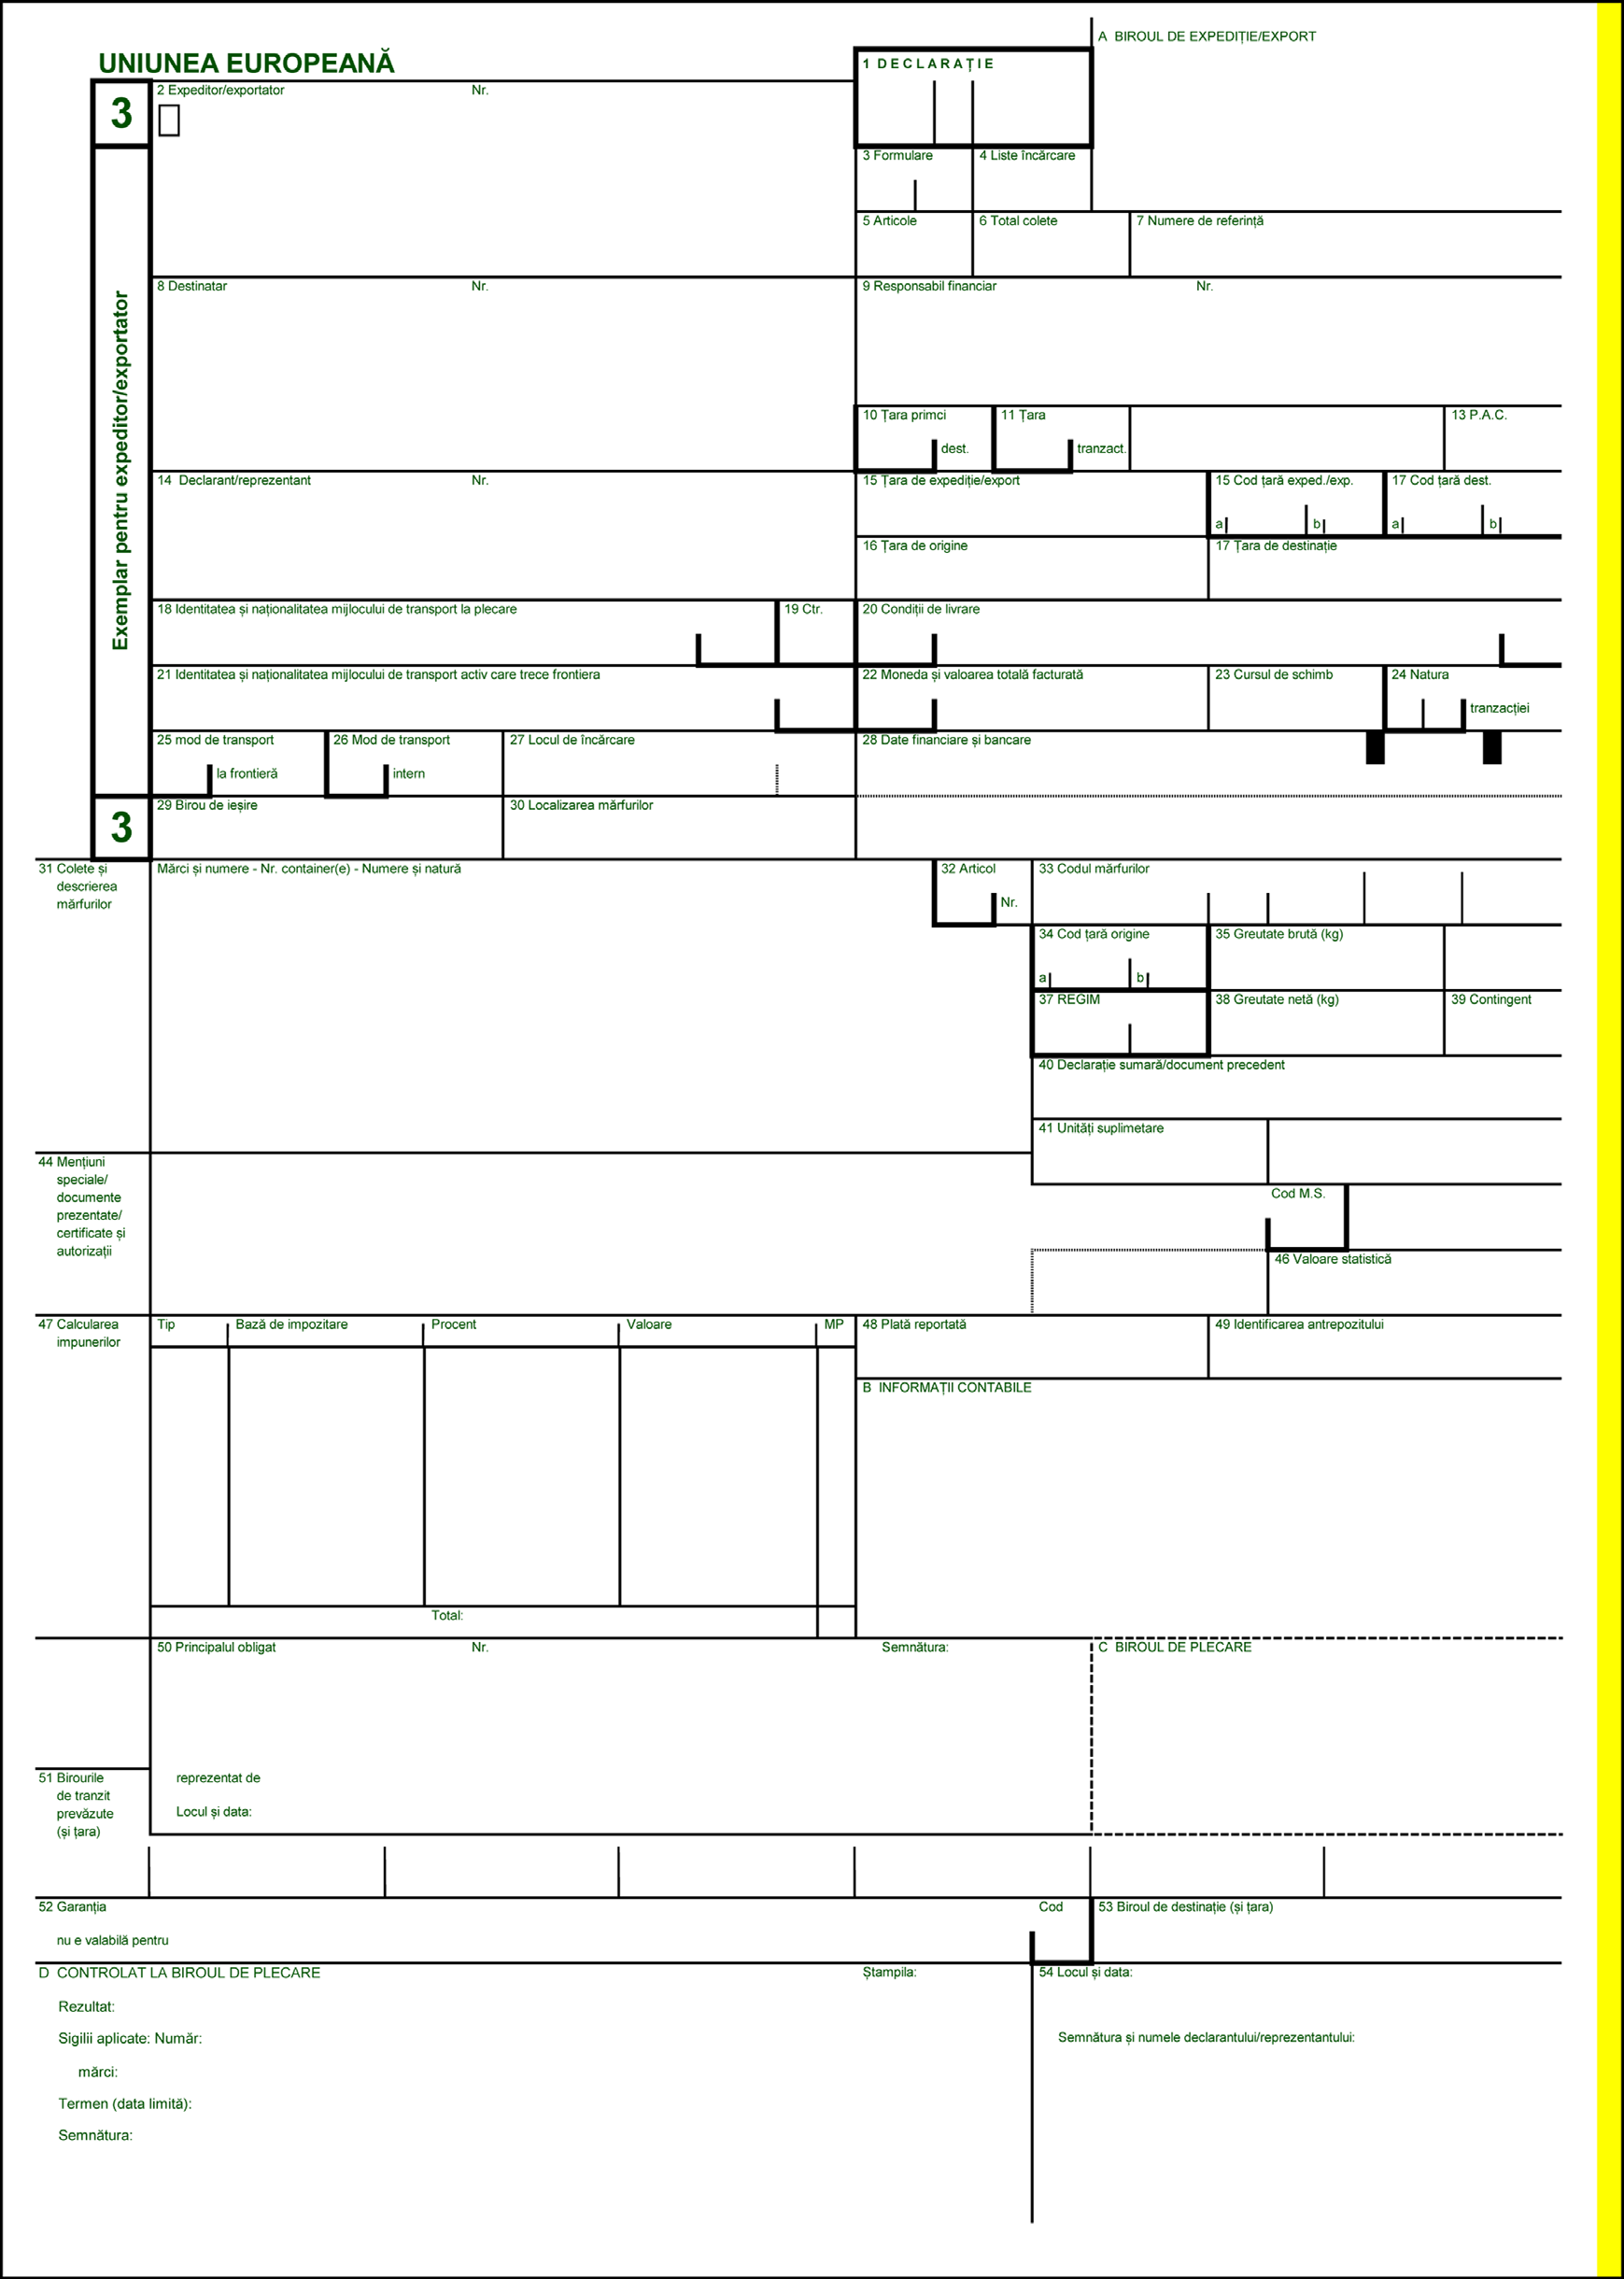 A BIROUL DE EXPEDIȚIE/EXPORT
UNIUNEA EUROPEANĂ
1 DECLARAȚIE
3
2 Expeditor/exportator Nr.
3 Formulare 4 Liste încărcare
5 Articole 6 Total colete 7 Numere de referință
Exemplar pentru expeditor/exportator
8 Destinatar Nr. 9 Responsabil financiar Nr.
10 Țara primci 11 Țara 13 P.A.C.
dest. tranzact.
14 Declarant/reprezentant Nr. 15 Țara de expediție/export 15 Cod țară exped./exp. 17 Cod țară dest.
a b a b
16 Țara de origine 17 Țara de destinație
18 Identitatea și naționalitatea mijlocului de transport la plecare 19 Ctr. 20 Condiții de livrare
21 Identitatea și naționalitatea mijlocului de transport activ care trece frontiera 22 Moneda și valoarea totală facturată 23 Cursul de schimb 24 Natura
tranzacției
25 mod de transport 26 Mod de transport 27 Locul de încărcare 28 Date financiare și bancare
la frontieră intern
3
29 Birou de ieșire 30 Localizarea mărfurilor
31 Colete și
descrierea
mărfurilor
Mărci și numere - Nr. container(e) - Numere și natură 32 Articol 33 Codul mărfurilor
Nr.
34 Cod țară origine 35 Greutate brută (kg)
a b
37 REGIM 38 Greutate netă (kg) 39 Contingent
40 Declarație sumară/document precedent
41 Unități suplimetare
44 Mențiuni
speciale/
documente
prezentate/
certificate și
autorizații
Cod M.S.
46 Valoare statistică
47 Calcularea
impunerilor
Tip Bază de impozitare Procent Valoare MP 48 Plată reportată 49 Identificarea antrepozitului
B INFORMAȚII CONTABILE
Total:
50 Principalul obligat Nr. Semnătura: C BIROUL DE PLECARE
51 Birourile
de tranzit
prevăzute
(și țara)
reprezentat de
Locul și data:
52 Garanția Cod 53 Biroul de destinație (și țara)
nu e valabilă pentru
D CONTROLAT LA BIROUL DE PLECARE Ștampila: 54 Locul și data:
Rezultat:
Sigilii aplicate: Număr: Semnătura și numele declarantului/reprezentantului:
mărci:
Termen (data limită):
Semnătura: